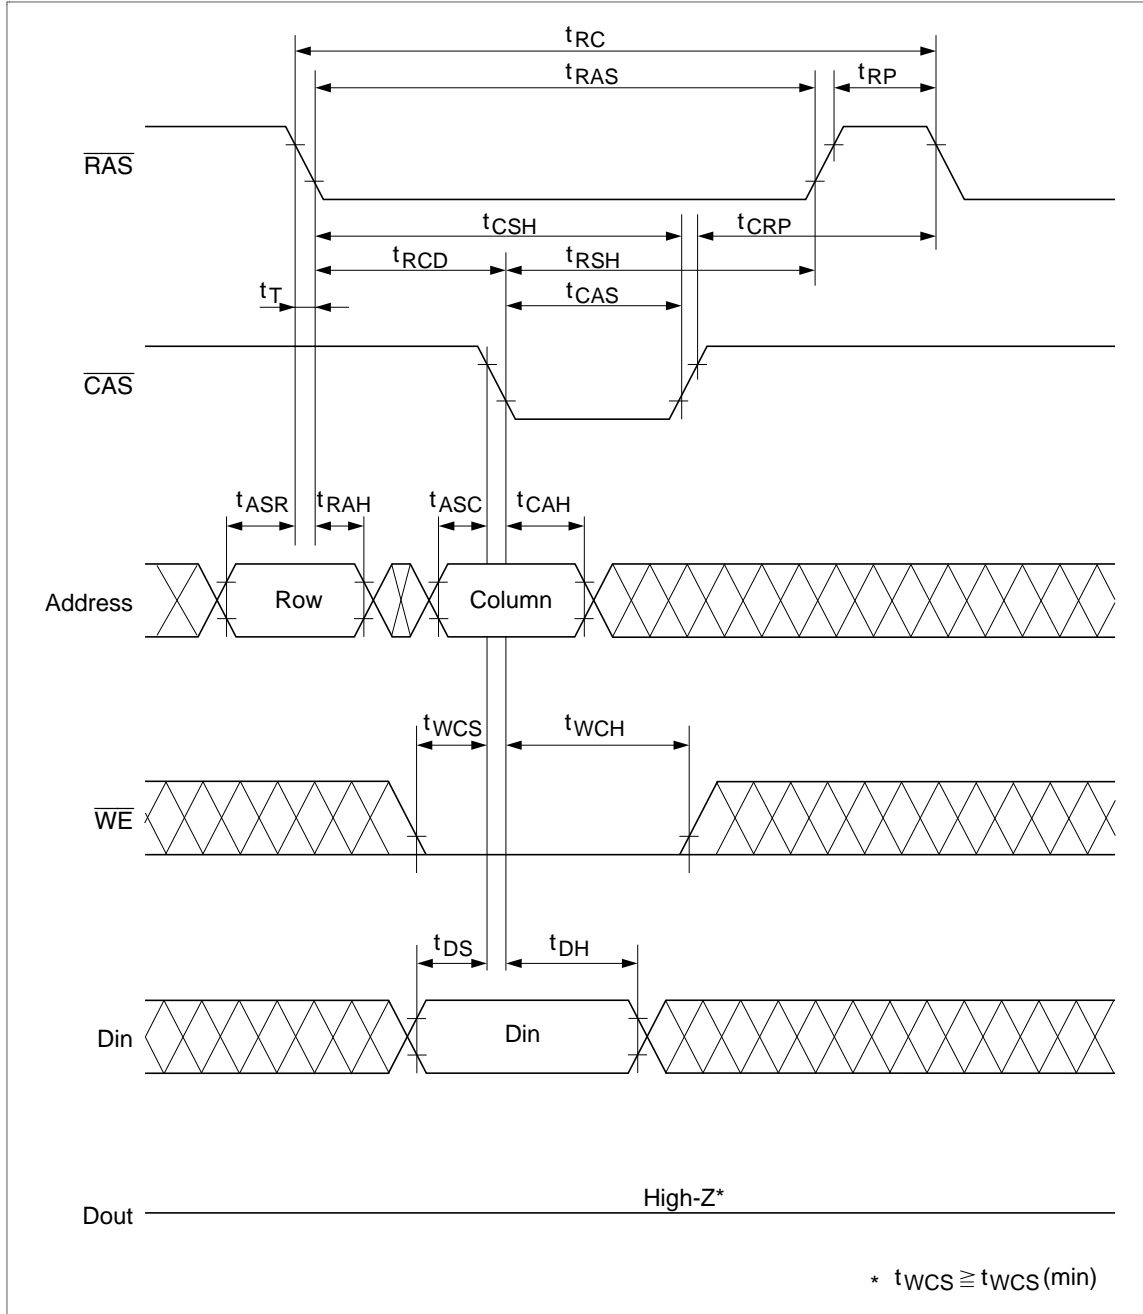 tRC
tRAS
tRP
RAS
tCSH
tCRP
tRCD
tRSH
tT
tCAS
CAS
tASR
tRAH
tASC
tCAH
Address
Row
Column
tWCS
tWCH
WE
tDS
tDH
Din
Din
High-Z*
Dout
* tWCS ≧ tWCS(min)